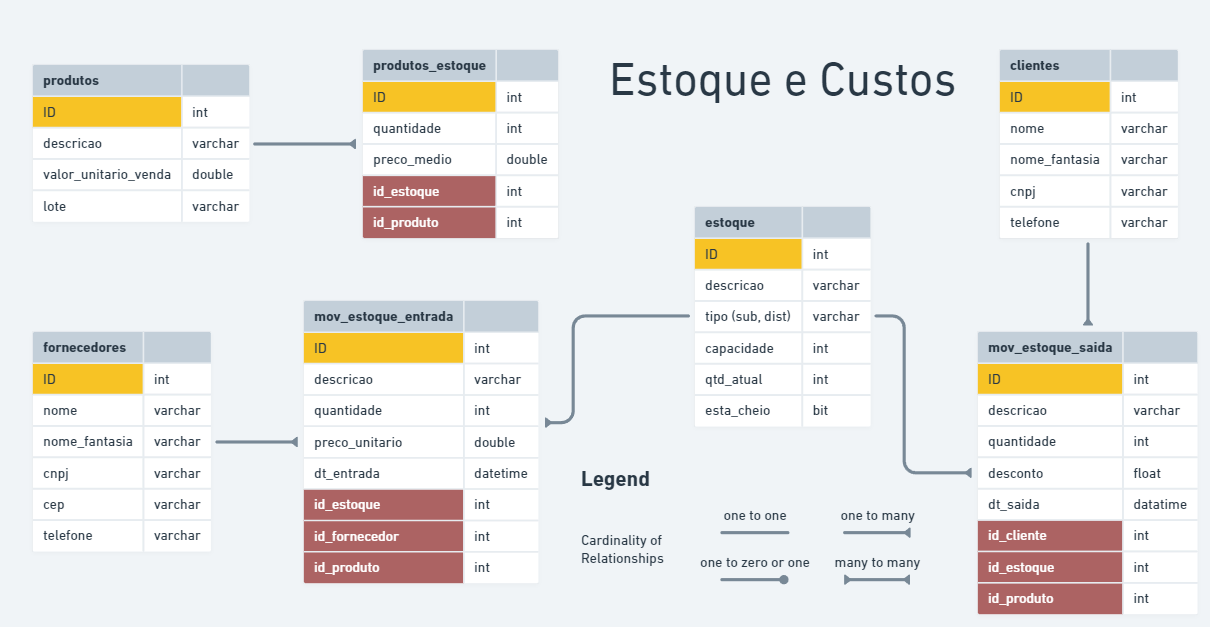 Estoque e Custos
produtos
ID int
descricao varchar
valor_unitario_venda double
lote varchar
produtos_estoque
ID int
quantidade int
preco_medio double
id_estoque int
id_produto int
clientes
ID int
nome varchar
nome_fantasia varchar
cnpj varchar
telefone varchar
estoque
ID int
descricao varchar
tipo (sub, dist) varchar
capacidade int
qtd_atual int
esta_cheio bit
fornecedores
ID int
nome varchar
nome_fantasia varchar
cnpj varchar
cep varchar
telefone varchar
mov_estoque_entrada
ID int
descricao varchar
quantidade int
preco_unitario double
dt_entrada datetime
id_estoque int
id_fornecedor int
id_produto int
mov_estoque_saida
ID int
descricao varchar
quantidade int
desconto float
dt_saida datatime
id_cliente int
id_estoque int
id_produto int
Legend
Cardinality of
Relationships
one to one
one to many
one to zero or one
many to many